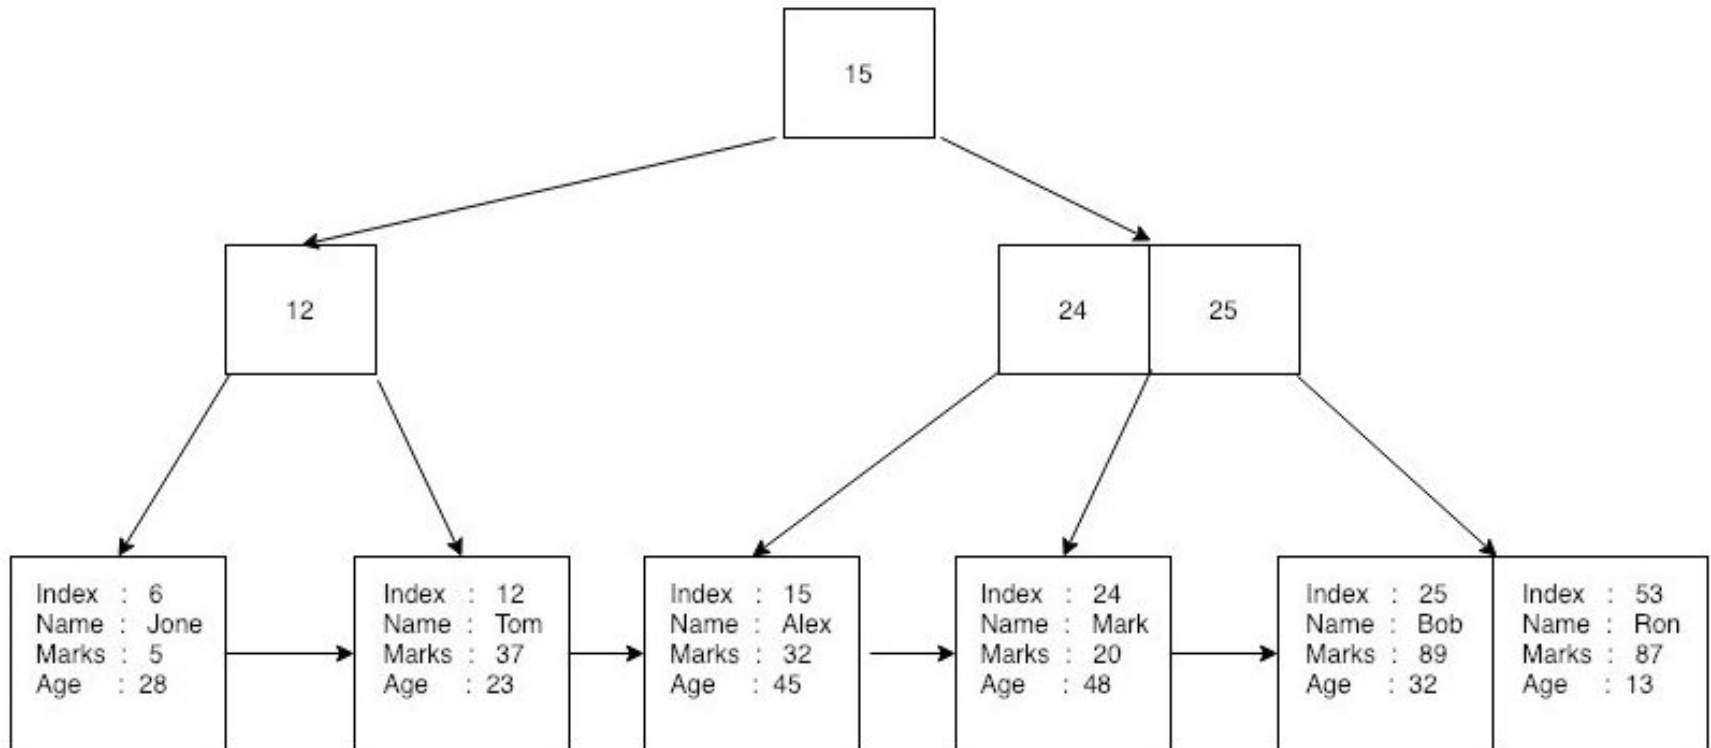 15
12
24
25
Index : 6
Name : Jone
Marks : 5
Age : 28
Index : 12
Name : Tom
Marks : 37
Age : 23
Index : 15
Name : Alex
Marks : 32
Age : 45
Index : 24
Name : Mark
Marks : 20
Age : 48
Index : 25
Name : Bob
Marks : 89
Age : 32
Index : 53
Name : Ron
Marks : 87
Age : 13